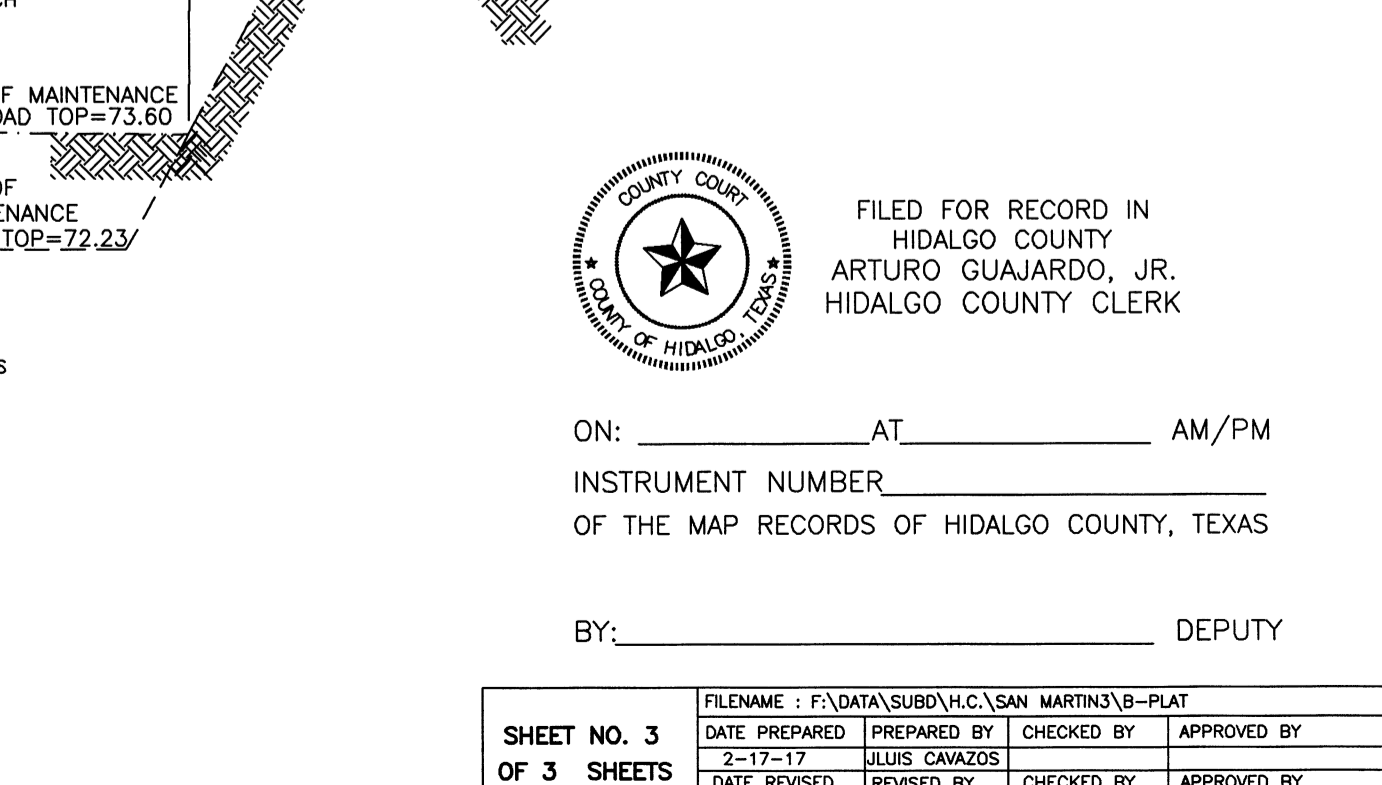 MAINTENANCE
TOP=73.60
TOP=72.23
COUNTY COURT
COUNTY OF HIDALGO, TEXAS
FILED FOR RECORD IN
HIDALGO COUNTY
ARTURO GUAJARDO, JR.
HIDALGO COUNTY CLERK
ON: AT AM/PM
INSTRUMENT NUMBER
OF THE MAP RECORDS OF HIDALGO COUNTY, TEXAS
BY: DEPUTY
SHEET NO. 3
OF 3 SHEETS
FILENAME : F:\DATA\SUBD\H.C.\SAN MARTIN3\B-PLAT
DATE PREPARED PREPARED BY CHECKED BY APPROVED BY
2-17-17 JLUIS CAVAZOS
DATE REVISED REVISED BY CHECKED BY APPROVED BY